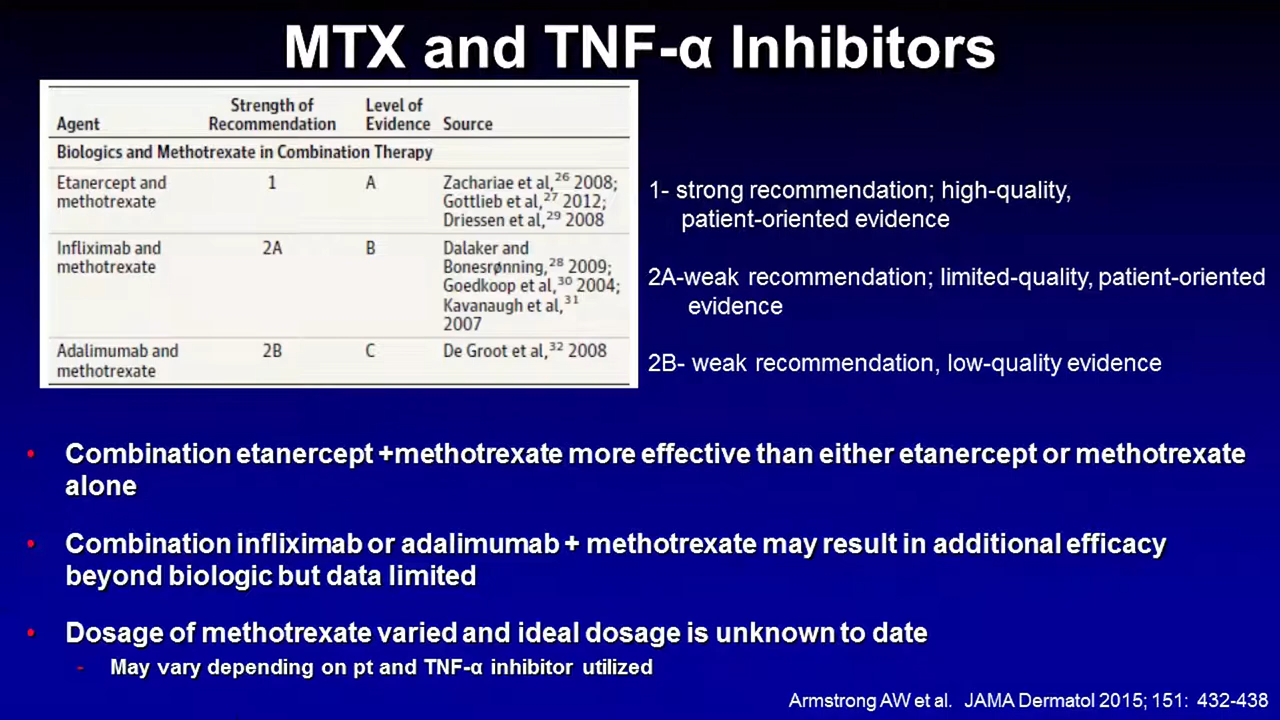 MTX and TNF-α Inhibitors
Agent Strength of Recommendation Level of Evidence Source
Biologics and Methotrexate in Combination Therapy
Etanercept and methotrexate 1 A Zachariae et al,26 2008; Gottlieb et al,27 2012; Driessen et al,29 2008
Infliximab and methotrexate 2A B Dalaker and Bonesrønning,28 2009; Goedkoop et al,30 2004; Kavanaugh et al,31 2007
Adalimumab and methotrexate 2B C De Groot et al,32 2008
1- strong recommendation; high-quality,
patient-oriented evidence
2A-weak recommendation; limited-quality, patient-oriented
evidence
2B- weak recommendation, low-quality evidence
• Combination etanercept +methotrexate more effective than either etanercept or methotrexate
alone
• Combination infliximab or adalimumab + methotrexate may result in additional efficacy
beyond biologic but data limited
• Dosage of methotrexate varied and ideal dosage is unknown to date
- May vary depending on pt and TNF-α inhibitor utilized
Armstrong AW et al. JAMA Dermatol 2015; 151: 432-438